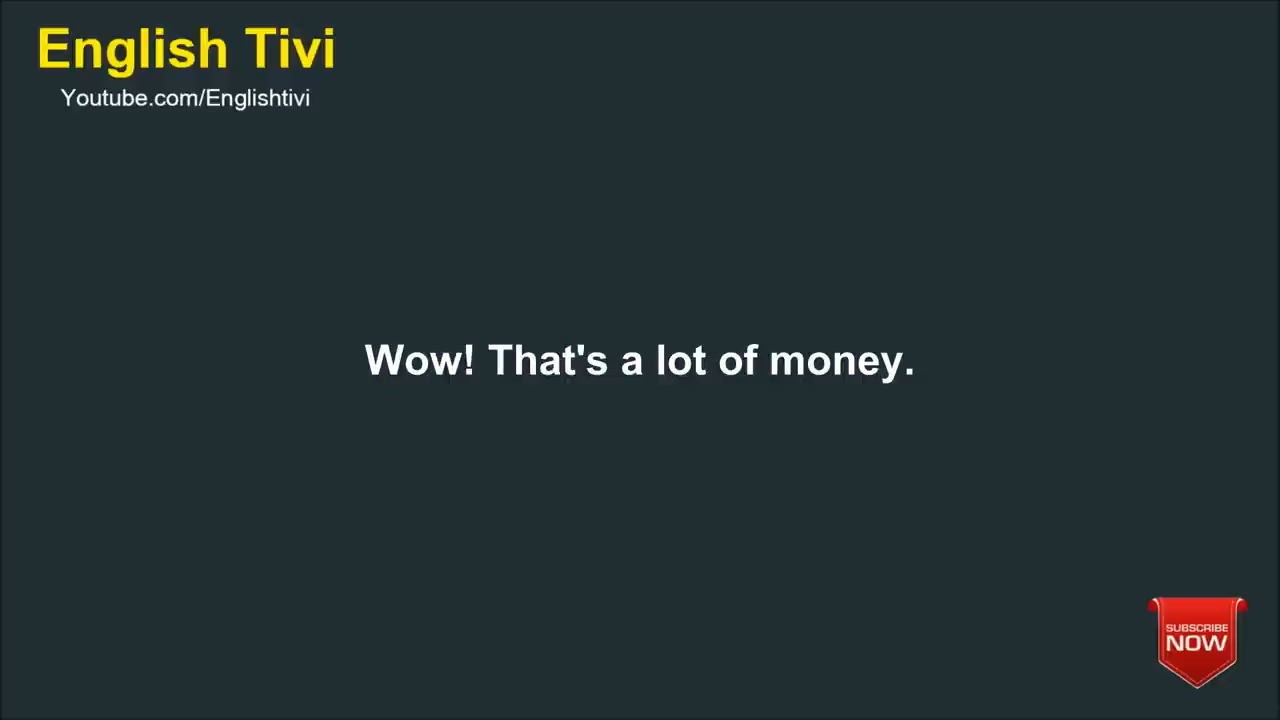 English Tivi
Youtube.com/Englishtivi
Wow! That's a lot of money.
SUBSCRIBE
NOW